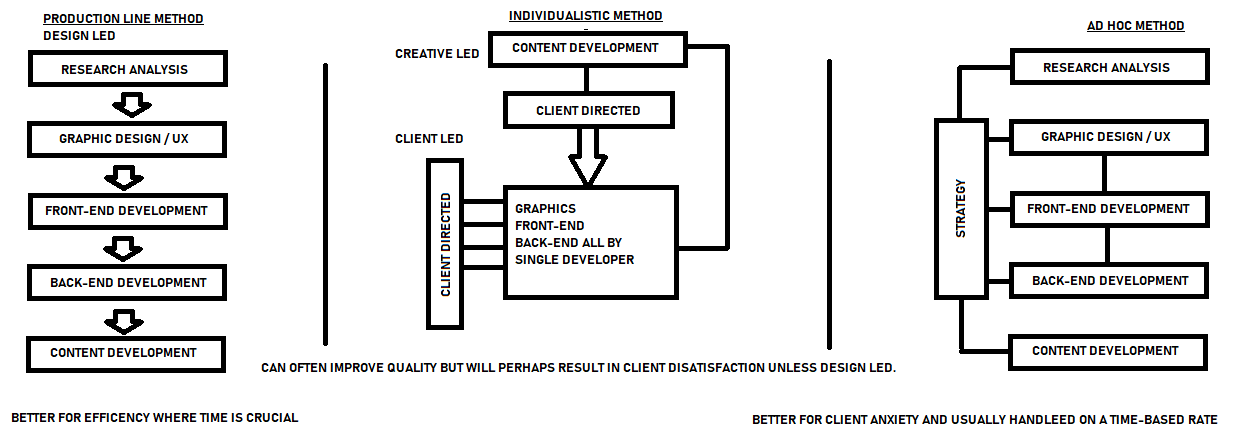 PRODUCTION LINE METHOD
DESIGN LED
RESEARCH ANALYSIS
GRAPHIC DESIGN / UX
FRONT-END DEVELOPMENT
BACK-END DEVELOPMENT
CONTENT DEVELOPMENT
BETTER FOR EFFICENCY WHERE TIME IS CRUCIAL
INDIVIDUALISTIC METHOD
CREATIVE LED
CONTENT DEVELOPMENT
CLIENT DIRECTED
CLIENT LED
CLIENT DIRECTED
GRAPHICS
FRONT-END
BACK-END ALL BY
SINGLE DEVELOPER
CAN OFTEN IMPROVE QUALITY BUT WILL PERHAPS RESULT IN CLIENT DISATISFACTION UNLESS DESIGN LED.
AD HOC METHOD
RESEARCH ANALYSIS
GRAPHIC DESIGN / UX
STRATEGY
FRONT-END DEVELOPMENT
BACK-END DEVELOPMENT
CONTENT DEVELOPMENT
BETTER FOR CLIENT ANXIETY AND USUALLY HANDLEED ON A TIME-BASED RATE